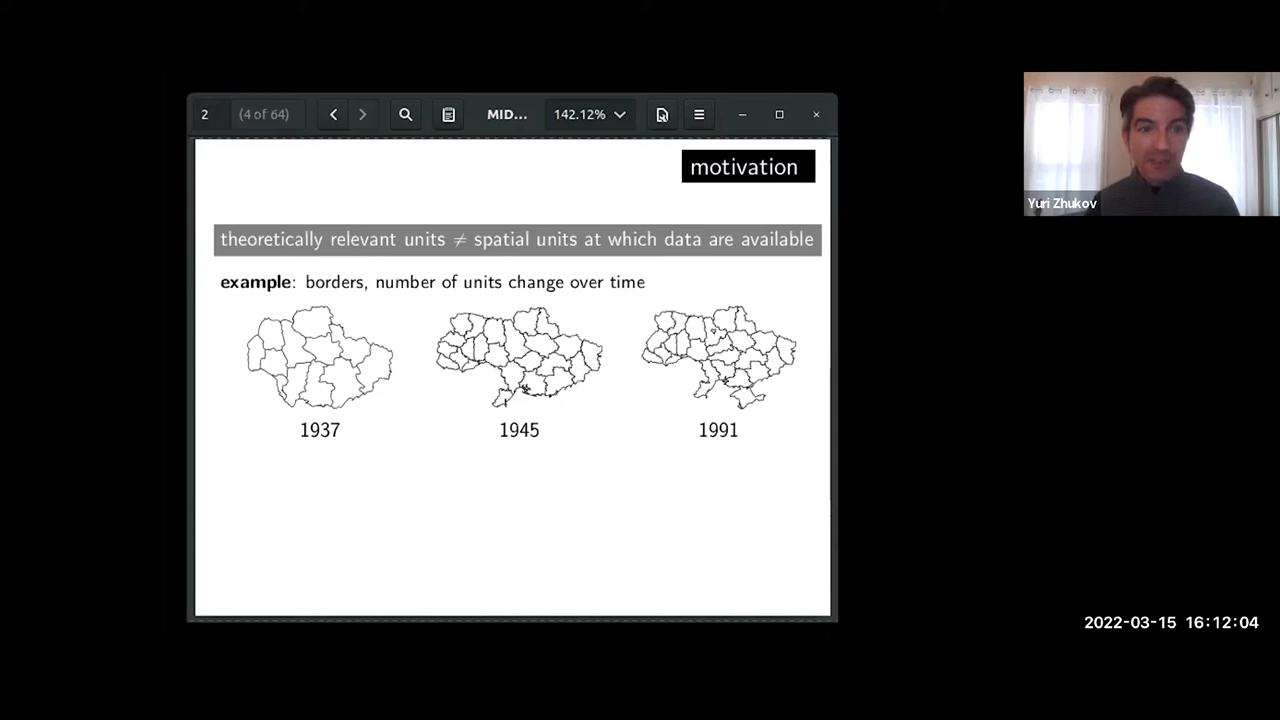 2 (4 of 64) MID... 142.12%
motivation
theoretically relevant units ≠ spatial units at which data are available
example: borders, number of units change over time
1937 1945 1991
Yuri Zhukov
2022-03-15 16:12:04